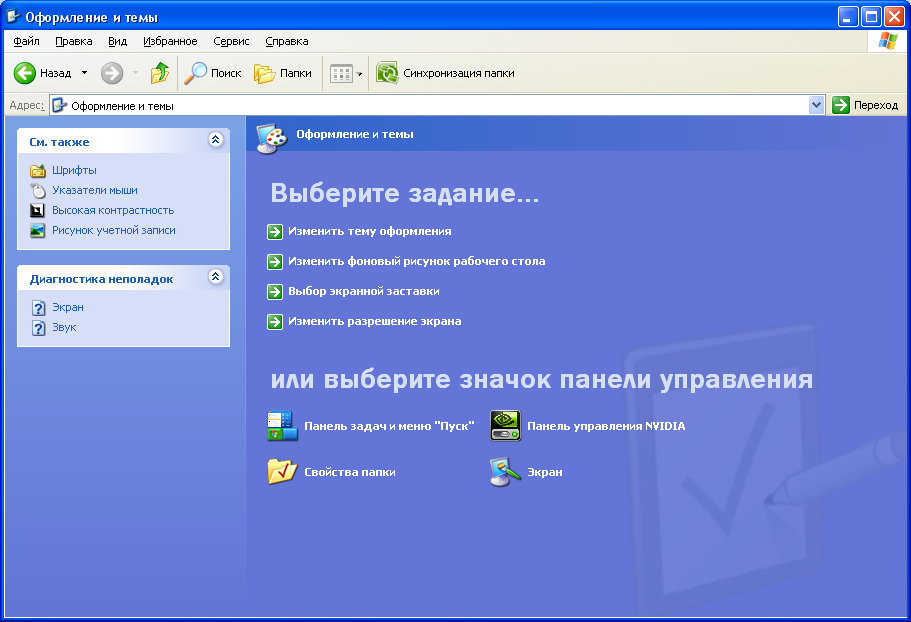 Оформление и темы
Файл Правка Вид Избранное Сервис Справка
Назад Поиск Папки Синхронизация папки
Адрес: Оформление и темы Переход
См. также
Шрифты
Указатели мыши
Высокая контрастность
Рисунок учетной записи
Диагностика неполадок
Экран
Звук
Оформление и темы
Выберите задание...
Изменить тему оформления
Изменить фоновый рисунок рабочего стола
Выбор экранной заставки
Изменить разрешение экрана
или выберите значок панели управления
Панель задач и меню "Пуск" Панель управления NVIDIA
Свойства папки Экран